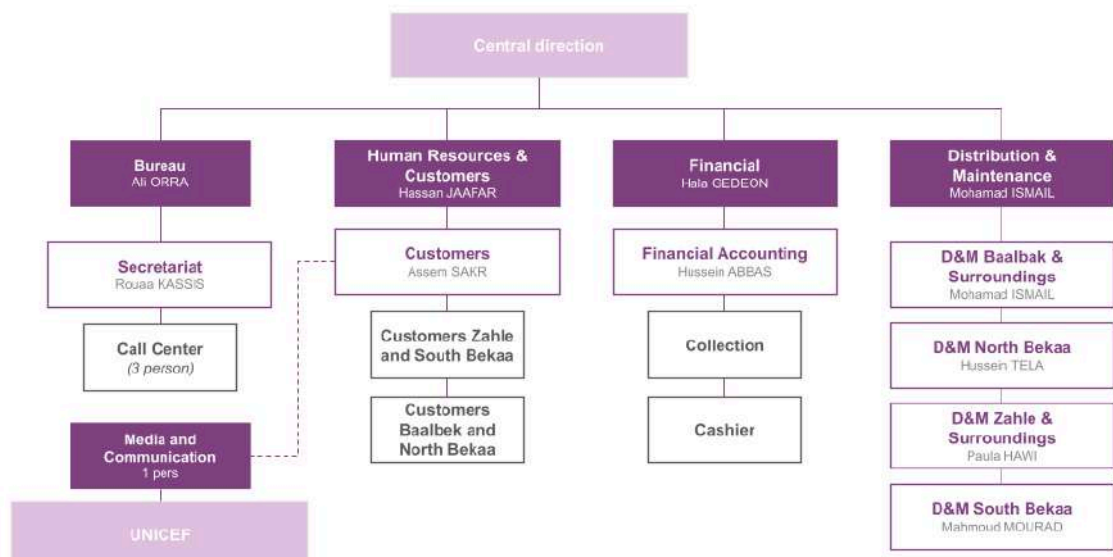 Central direction
Bureau
Ali ORRA
Human Resources &
Customers
Hassan JAAFAR
Financial
Hala GEDEON
Distribution &
Maintenance
Mohamad ISMAIL
Secretariat
Rouaa KASSIS
Customers
Assem SAKR
Financial Accounting
Hussein ABBAS
D&M Baalbak &
Surroundings
Mohamad ISMAIL
Call Center
(3 person)
Customers Zahle
and South Bekaa
Collection
D&M North Bekaa
Hussein TELA
Media and
Communication
1 pers
Customers
Baalbek and
North Bekaa
Cashier
D&M Zahle &
Surroundings
Paula HAWI
UNICEF
D&M South Bekaa
Mahmoud MOURAD